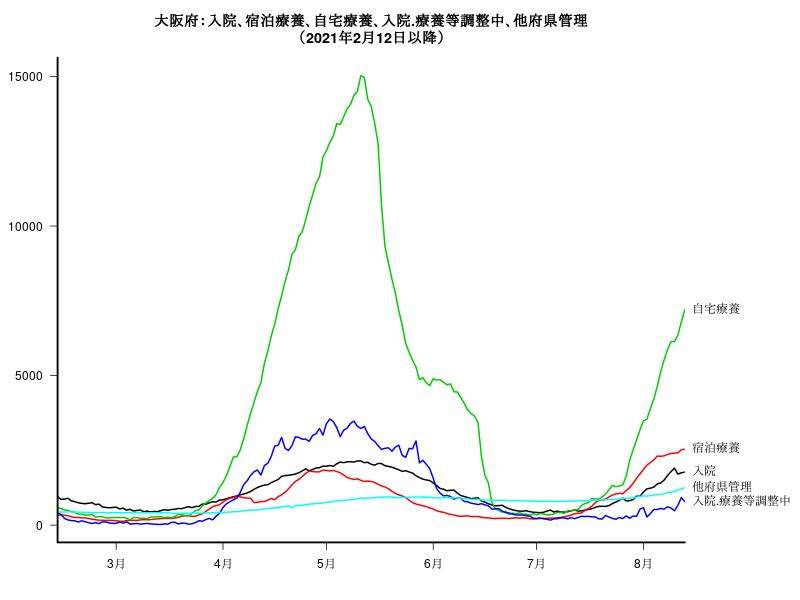 大阪府：入院、宿泊療養、自宅療養、入院.療養等調整中、他府県管理
（2021年2月12日以降）
15000
10000
5000
0
自宅療養
宿泊療養
入院
他府県管理
入院.療養等調整中
3月
4月
5月
6月
7月
8月